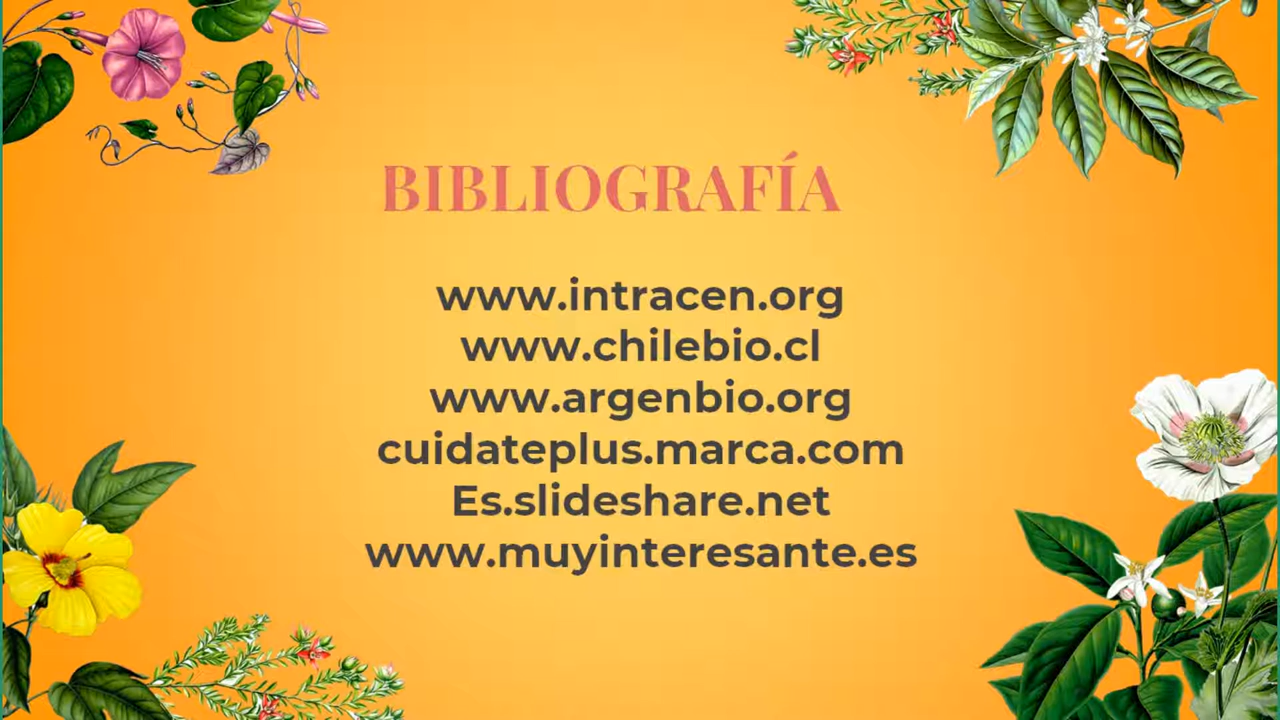 BIBLIOGRAFÍA
www.intracen.org
www.chilebio.cl
www.argenbio.org
cuidateplus.marca.com
Es.slideshare.net
www.muyinteresante.es